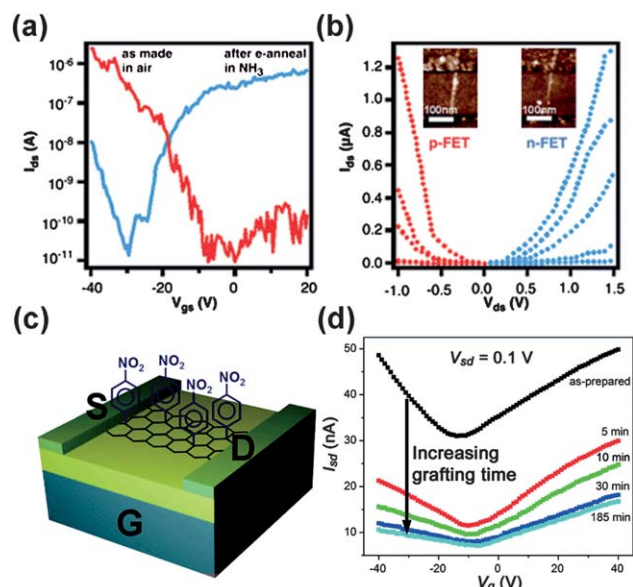 (a)
as made
in air
after e-anneal
in NH3
10-6
10-7
10-8
10-9
10-10
10-11
Ids (A)
-40
-20
0
20
Vgs (V)
(b)
1.2
1.0
0.8
0.6
0.4
0.2
0.0
Ids (μA)
100nm
100nm
p-FET
n-FET
-1.0
-0.5
0.0
0.5
1.0
1.5
Vds (V)
(c)
NO2
NO2
NO2
NO2
S
D
G
(d)
50
40
30
20
10
Isd (nA)
Vsd = 0.1 V
as-prepared
Increasing
grafting time
5 min
10 min
30 min
185 min
-40
-20
0
20
40
Vg (V)